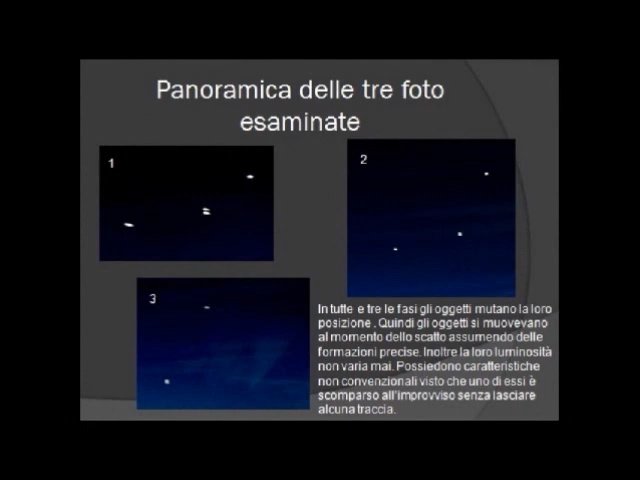 Panoramica delle tre foto
esaminate
1
2
3
In tutte e tre le fasi gli oggetti mutano la loro
posizione . Quindi gli oggetti si muovevano
al momento dello scatto assumendo delle
formazioni precise. Inoltre la loro luminosità
non varia mai. Possiedono caratteristiche
non convenzionali visto che uno di essi è
scomparso all'improvviso senza lasciare
alcuna traccia.